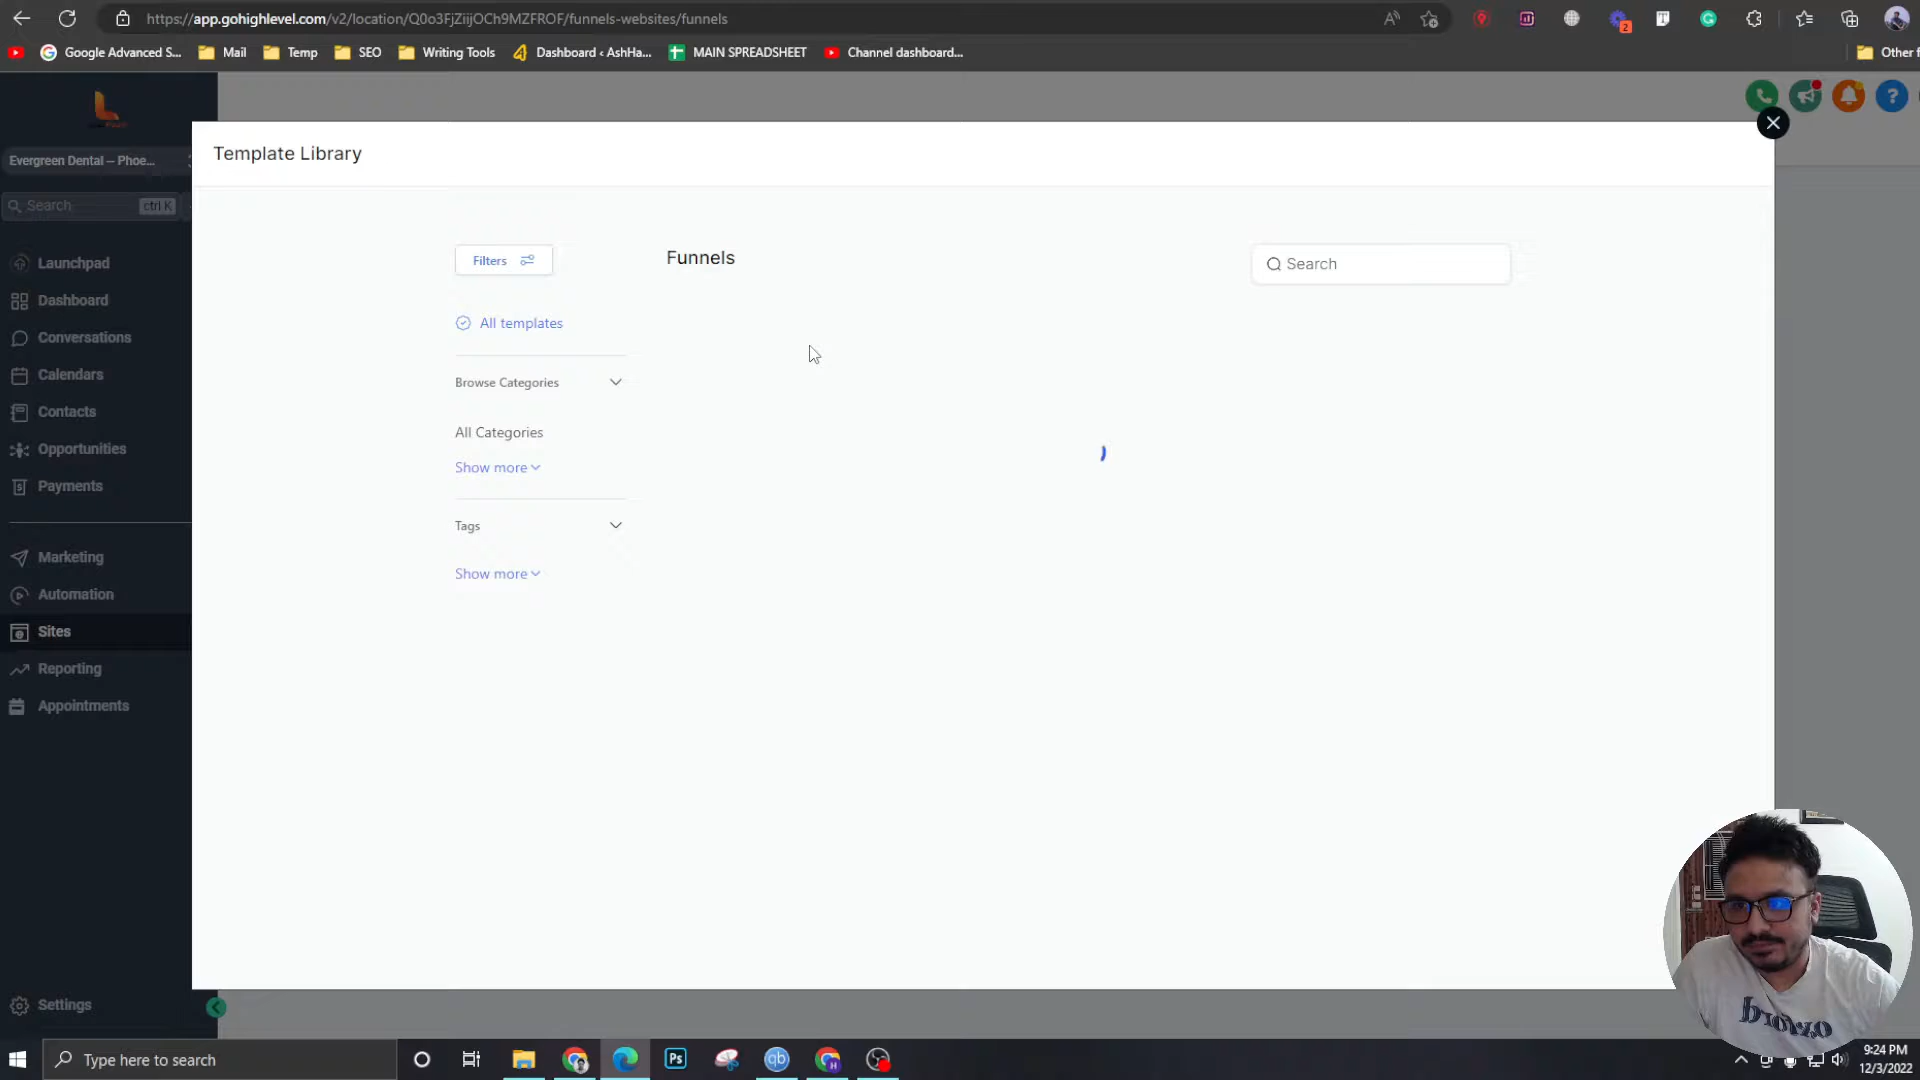 https://app.gohighlevel.com/v2/location/Q0o3FjZiijOCh9MZFROF/funnels-websites/funnels
Google Advanced S...
Mail
Temp
SEO
Writing Tools
Dashboard ‹ AshHa...
MAIN SPREADSHEET
Channel dashboard...
Other f
Evergreen Dental – Phoe...
Search
ctrl K
Launchpad
Dashboard
Conversations
Calendars
Contacts
Opportunities
Payments
Marketing
Automation
Sites
Reporting
Appointments
Settings
Template Library
Filters
Funnels
Search
All templates
Browse Categories
All Categories
Show more
Tags
Show more
2
Type here to search
Ps
qb
9:24 PM
12/3/2022